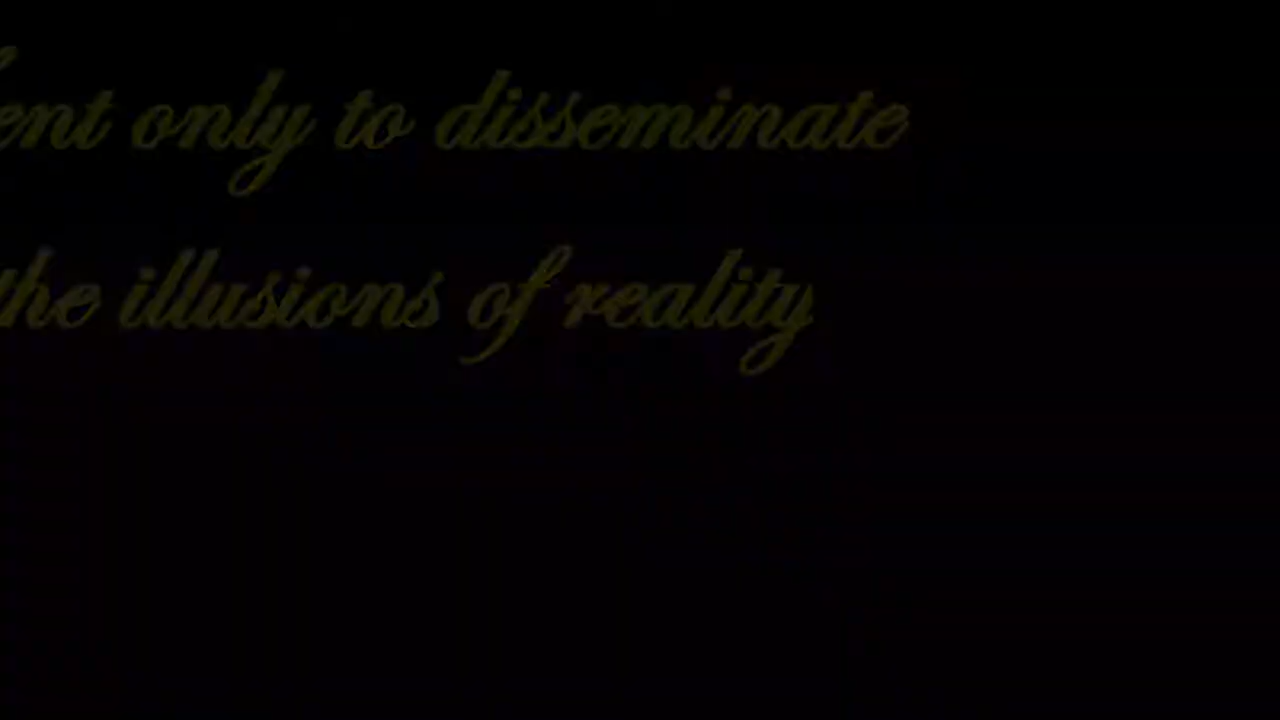 ent only to disseminate
the illusions of reality